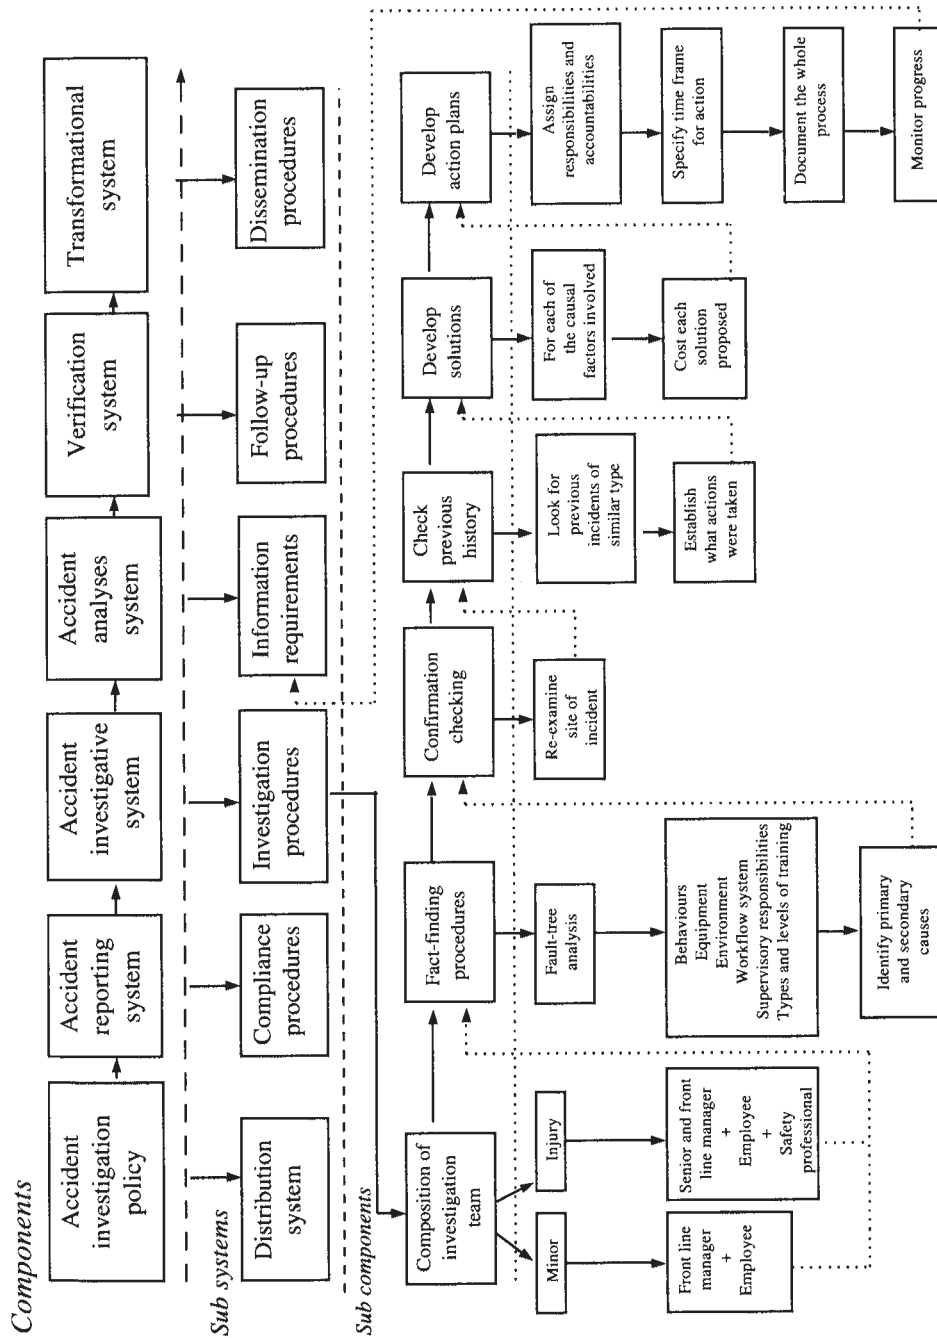 Components
Accident
investigation
policy
Accident
reporting
system
Accident
investigative
system
Accident
analyses
system
Verification
system
Transformational
system
Sub systems
Distribution
system
Compliance
procedures
Investigation
procedures
Information
requirements
Follow-up
procedures
Dissemination
procedures
Sub components
Composition of
investigation
team
Fact-finding
procedures
Confirmation
checking
Check
previous
history
Develop
solutions
Develop
action plans
Minor
Injury
Front line
manager
+
Employee
Senior and front
line manager
+
Employee
+
Safety
professional
Fault-tree
analysis
Behaviours
Equipment
Environment
Workflow system
Supervisory responsibilities
Types and levels of training
Identify primary
and secondary
causes
Re-examine
site of
incident
Look for
previous
incidents of
similar type
Establish
what actions
were taken
For each of
the causal
factors involved
Cost each
solution
proposed
Assign
responsibilities and
accountabilities
Specify time frame
for action
Document the whole
process
Monitor progress